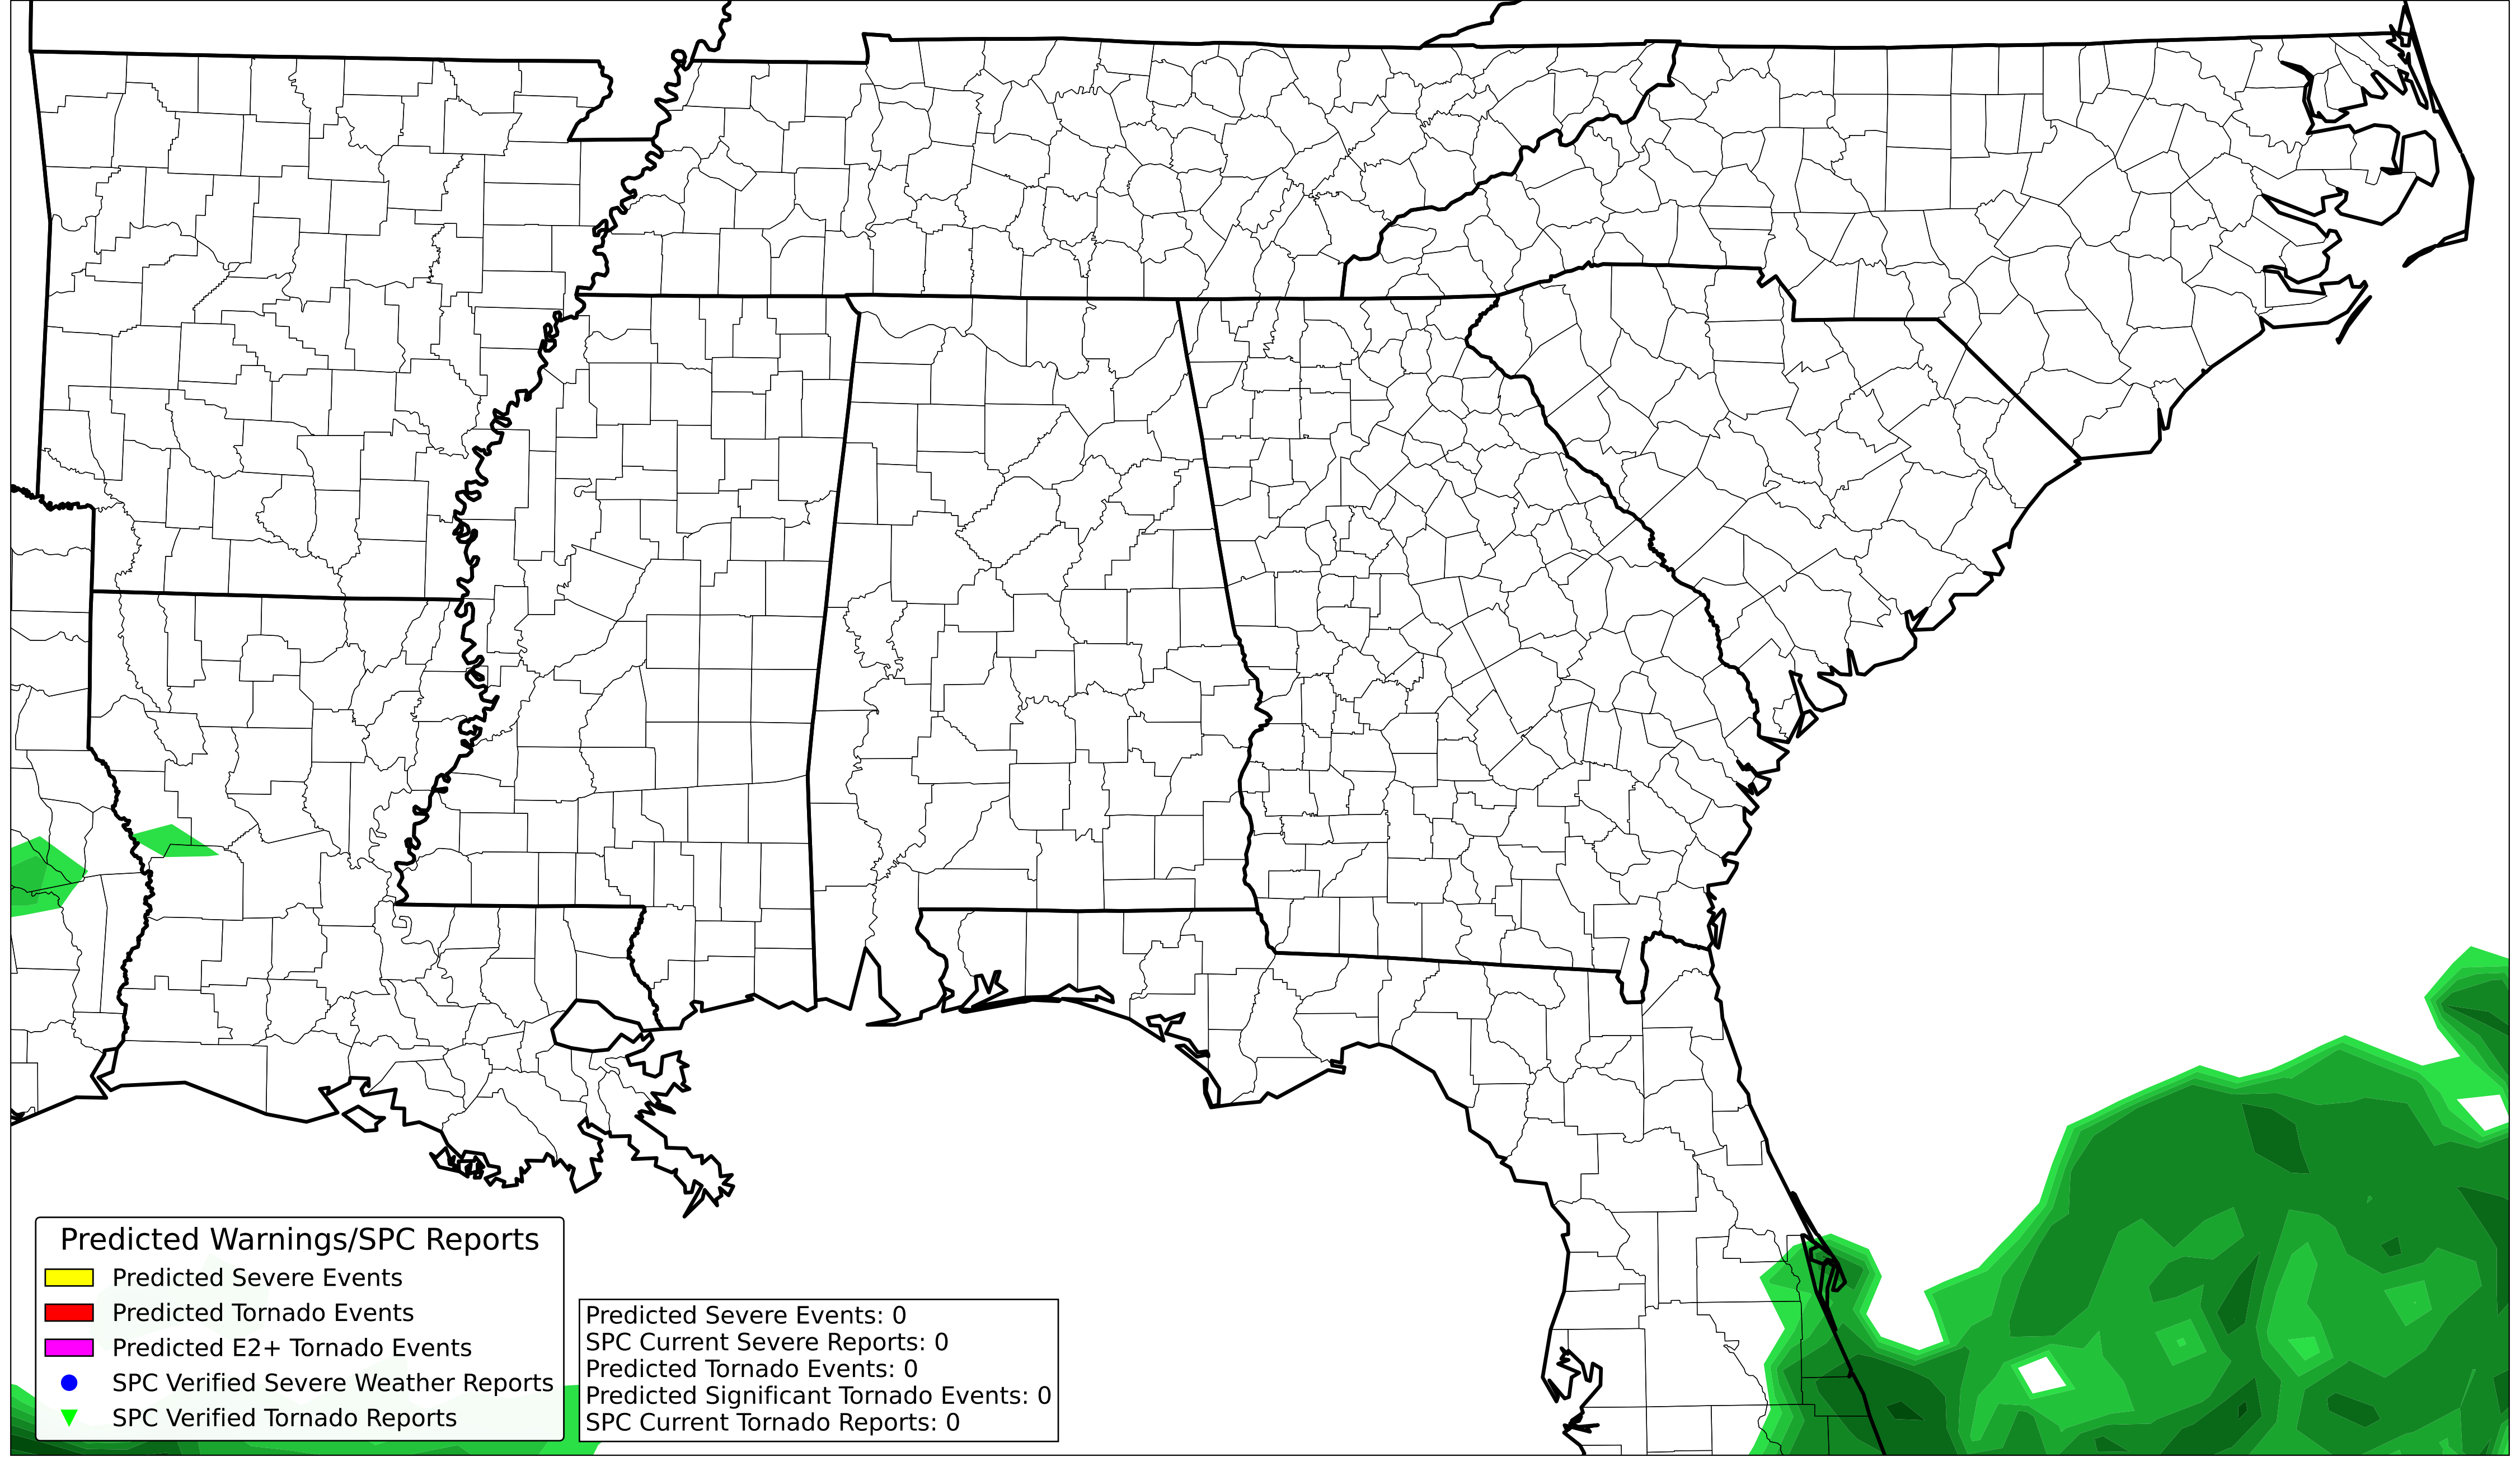 Predicted Warnings/SPC Reports
Predicted Severe Events
Predicted Tornado Events
Predicted E2+ Tornado Events
SPC Verified Severe Weather Reports
SPC Verified Tornado Reports
Predicted Severe Events: 0
SPC Current Severe Reports: 0
Predicted Tornado Events: 0
Predicted Significant Tornado Events: 0
SPC Current Tornado Reports: 0